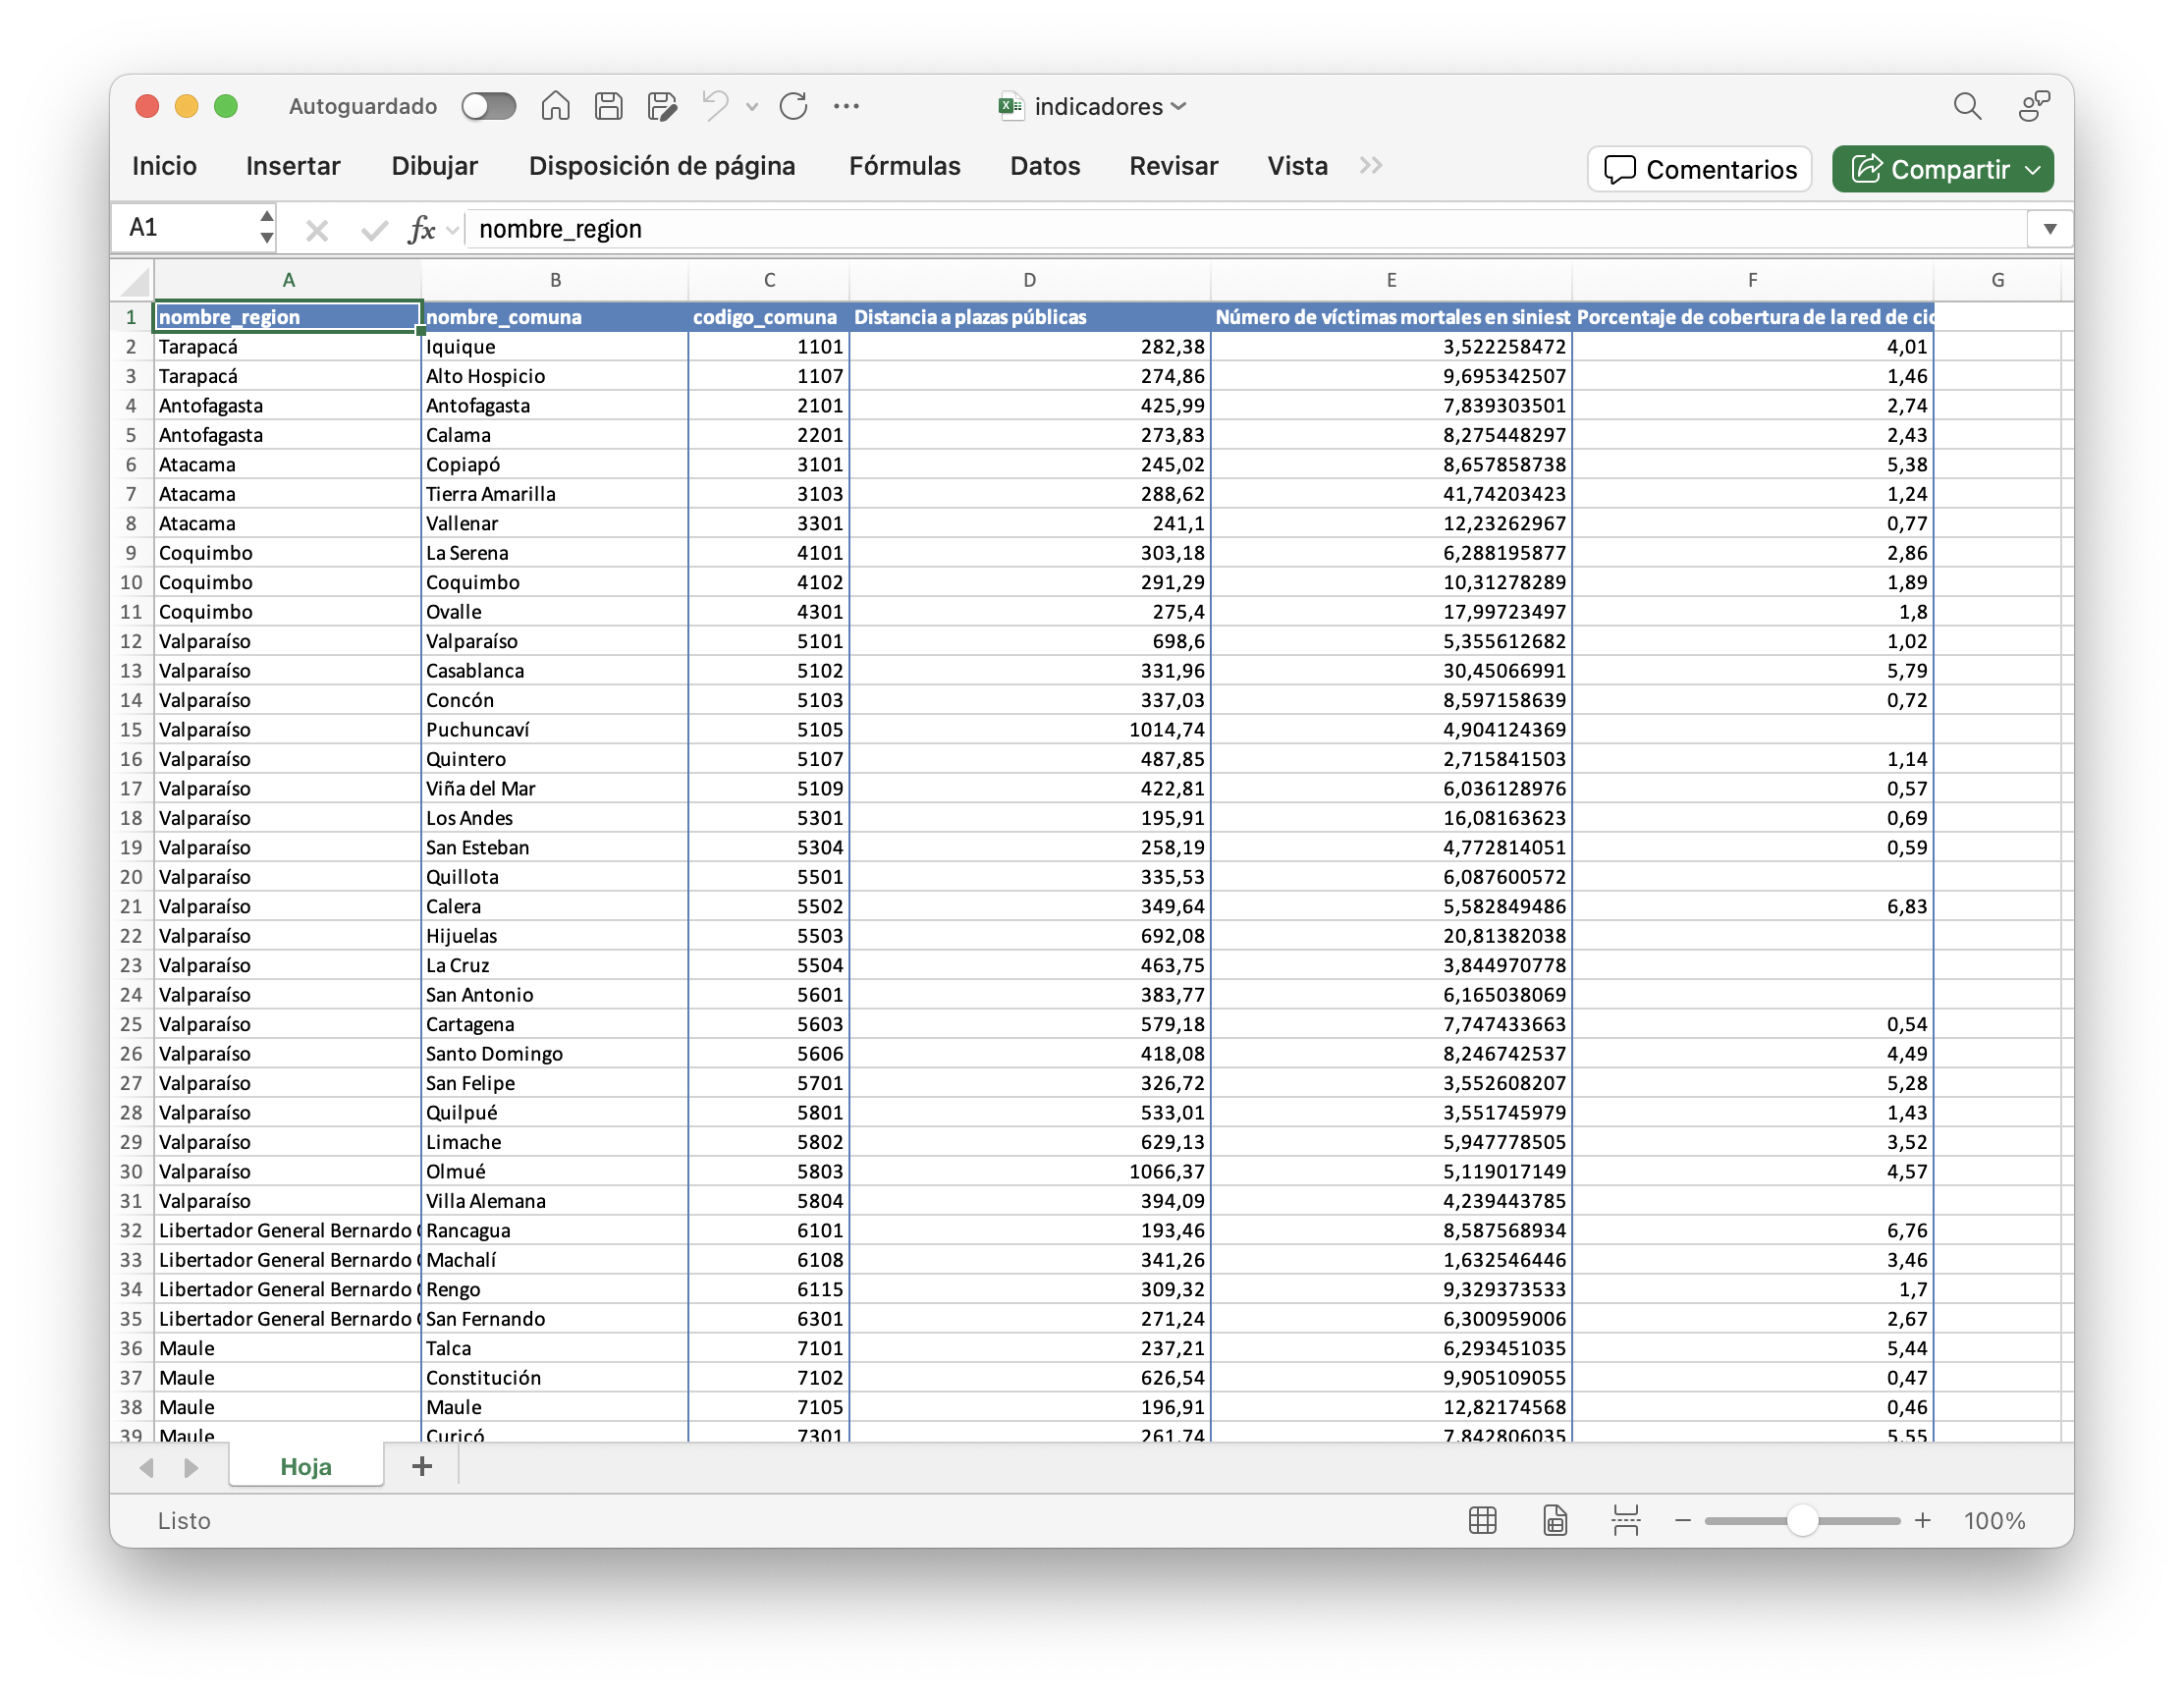 Autoguardado indicadores
Inicio Insertar Dibujar Disposición de página Fórmulas Datos Revisar Vista Comentarios Compartir
A1 fx nombre_region
A B C D E F G
1 nombre_region nombre_comuna codigo_comuna Distancia a plazas públicas Número de víctimas mortales en siniest Porcentaje de cobertura de la red de cic
2 Tarapacá Iquique 1101 282,38 3,522258472 4,01
3 Tarapacá Alto Hospicio 1107 274,86 9,695342507 1,46
4 Antofagasta Antofagasta 2101 425,99 7,839303501 2,74
5 Antofagasta Calama 2201 273,83 8,275448297 2,43
6 Atacama Copiapó 3101 245,02 8,657858738 5,38
7 Atacama Tierra Amarilla 3103 288,62 41,74203423 1,24
8 Atacama Vallenar 3301 241,1 12,23262967 0,77
9 Coquimbo La Serena 4101 303,18 6,288195877 2,86
10 Coquimbo Coquimbo 4102 291,29 10,31278289 1,89
11 Coquimbo Ovalle 4301 275,4 17,99723497 1,8
12 Valparaíso Valparaíso 5101 698,6 5,355612682 1,02
13 Valparaíso Casablanca 5102 331,96 30,45066991 5,79
14 Valparaíso Concón 5103 337,03 8,597158639 0,72
15 Valparaíso Puchuncaví 5105 1014,74 4,904124369
16 Valparaíso Quintero 5107 487,85 2,715841503 1,14
17 Valparaíso Viña del Mar 5109 422,81 6,036128976 0,57
18 Valparaíso Los Andes 5301 195,91 16,08163623 0,69
19 Valparaíso San Esteban 5304 258,19 4,772814051 0,59
20 Valparaíso Quillota 5501 335,53 6,087600572
21 Valparaíso Calera 5502 349,64 5,582849486 6,83
22 Valparaíso Hijuelas 5503 692,08 20,81382038
23 Valparaíso La Cruz 5504 463,75 3,844970778
24 Valparaíso San Antonio 5601 383,77 6,165038069
25 Valparaíso Cartagena 5603 579,18 7,747433663 0,54
26 Valparaíso Santo Domingo 5606 418,08 8,246742537 4,49
27 Valparaíso San Felipe 5701 326,72 3,552608207 5,28
28 Valparaíso Quilpué 5801 533,01 3,551745979 1,43
29 Valparaíso Limache 5802 629,13 5,947778505 3,52
30 Valparaíso Olmué 5803 1066,37 5,119017149 4,57
31 Valparaíso Villa Alemana 5804 394,09 4,239443785
32 Libertador General Bernardo Rancagua 6101 193,46 8,587568934 6,76
33 Libertador General Bernardo Machalí 6108 341,26 1,632546446 3,46
34 Libertador General Bernardo Rengo 6115 309,32 9,329373533 1,7
35 Libertador General Bernardo San Fernando 6301 271,24 6,300959006 2,67
36 Maule Talca 7101 237,21 6,293451035 5,44
37 Maule Constitución 7102 626,54 9,905109055 0,47
38 Maule Maule 7105 196,91 12,82174568 0,46
39 Maule Curicó 7301 261,74 7,842806035 5,55
Hoja
Listo 100%